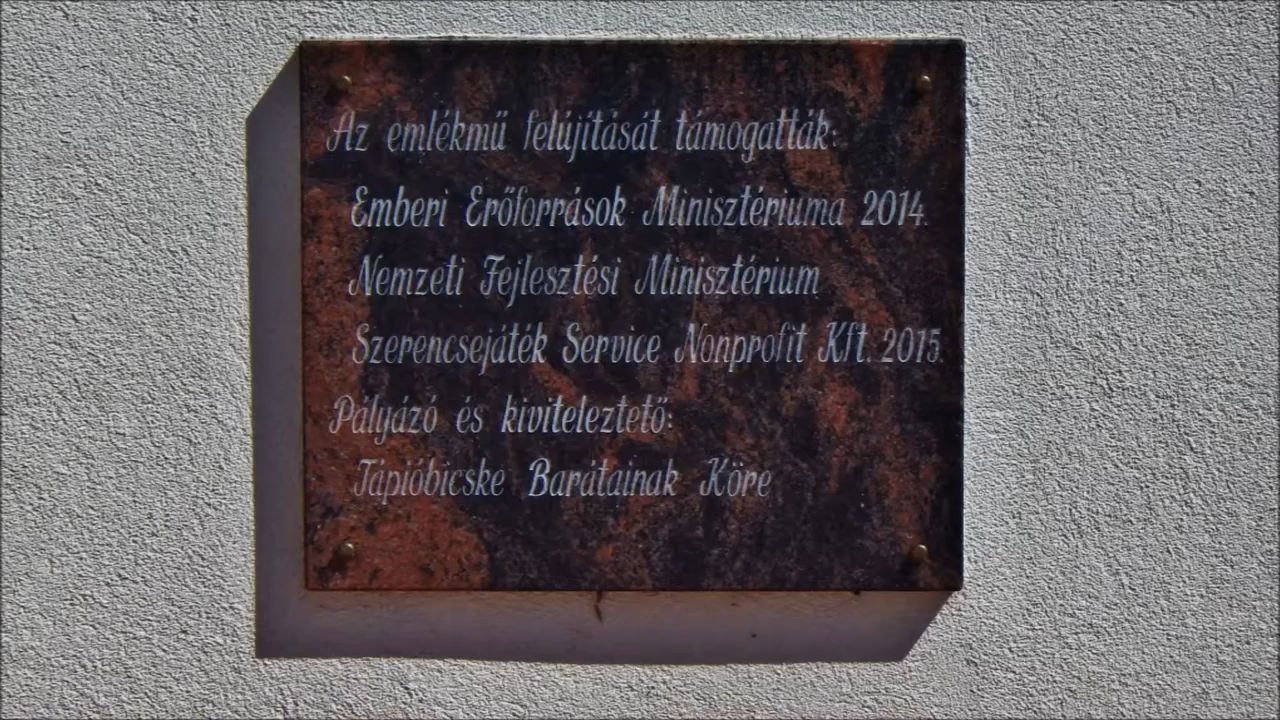 Az emlékmű felújítását támogatták:
Emberi Erőforrások Minisztériuma 2014.
Nemzeti Fejlesztési Minisztérium
Szerencsejáték Service Nonprofit Kft. 2015.
Pályázó és kiviteleztető:
Tápióbicske Barátainak Köre